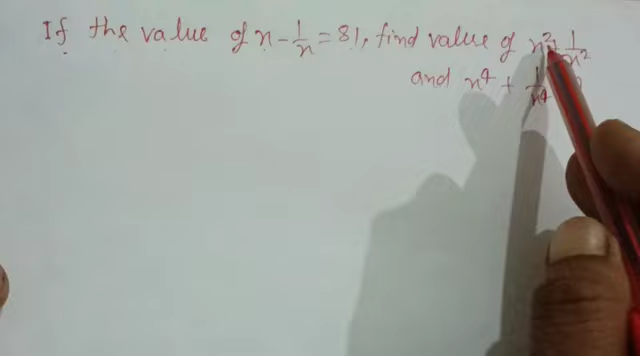 If the value of x - 1/x = 81, find value of x² + 1/x²
and x⁴ + 1/x⁴